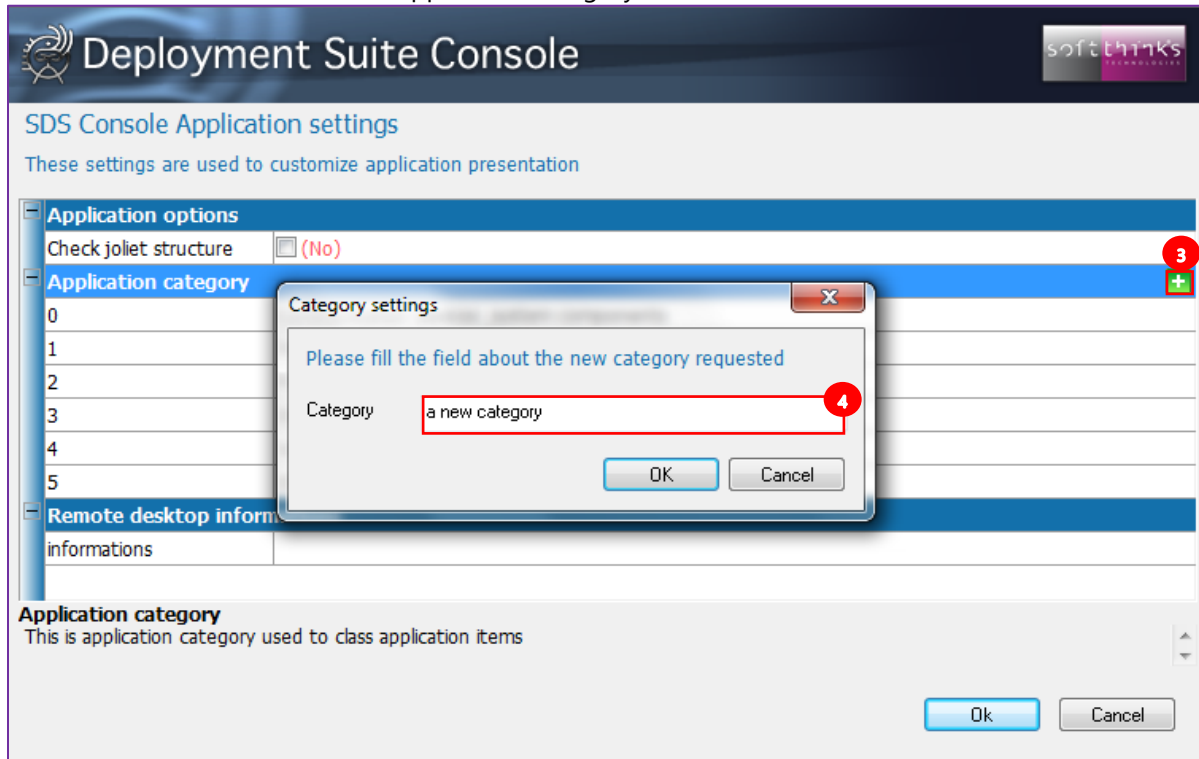 Deployment Suite Console
softthinks
TECHNOLOGIES
SDS Console Application settings
These settings are used to customize application presentation
Application options
Check joliet structure (No)
3
Application category
+
0
1
2
3
4
5
Category settings
Please fill the field about the new category requested
4
Category a new category
OK Cancel
Remote desktop
informations
Application category
This is application category used to class application items
Ok Cancel